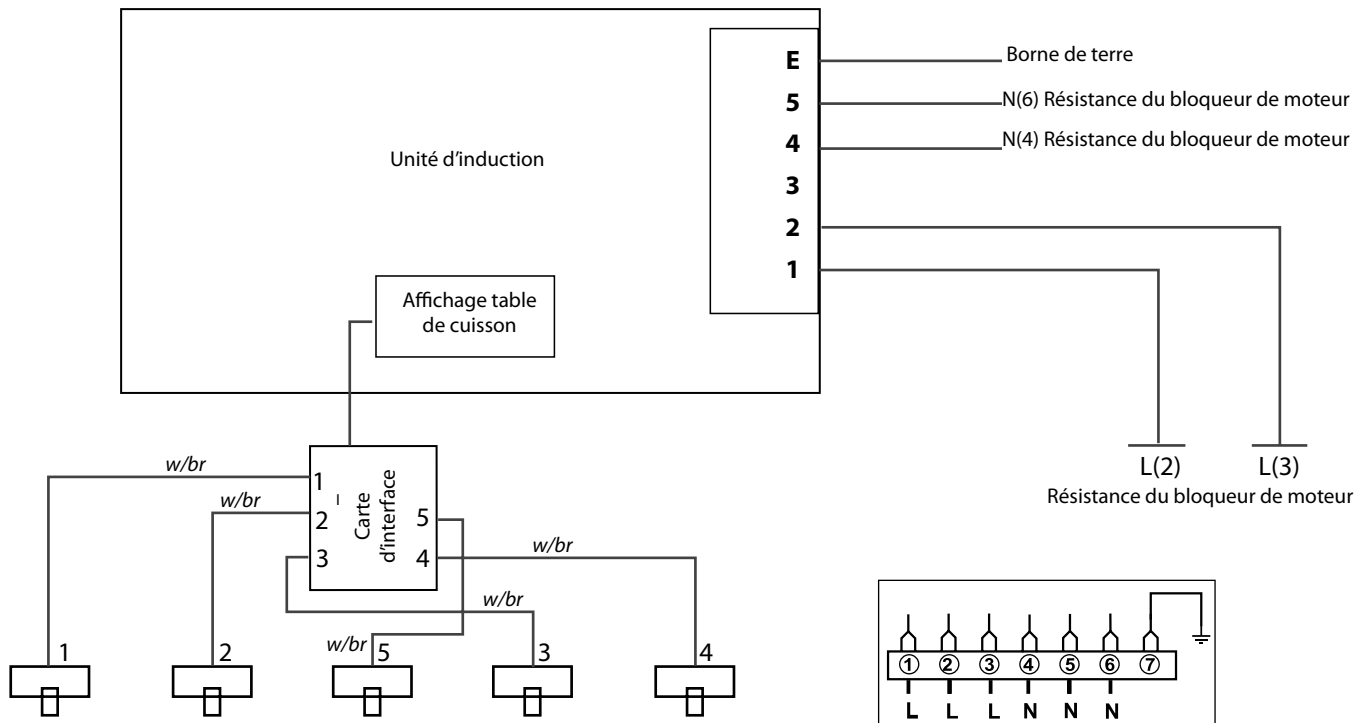 E
Borne de terre
5
N(6) Résistance du bloqueur de moteur
4
N(4) Résistance du bloqueur de moteur
Unité d'induction
3
2
1
Affichage table
de cuisson
L(2)
L(3)
Résistance du bloqueur de moteur
w/br
w/br
1
2
3
5
4
Carte
d'interface
w/br
w/br
w/br
1
2
5
3
4
1 2 3 4 5 6 7
L L L N N N